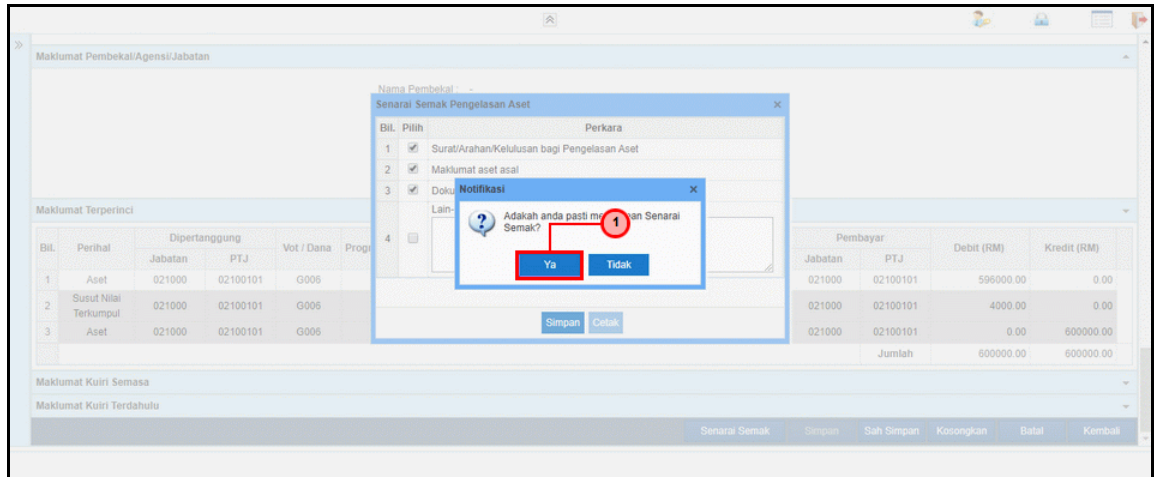 Maklumat Pembekal/Agensi/Jabatan
Nama Pembekal : -
Senarai Semak Pengelasan Aset
Bil. Pilih Perkara
1 Surat/Arahan/Kelulusan bagi Pengelasan Aset
2 Maklumat aset asal
3
4
Notifikasi
Adakah anda pasti Senarai
Semak?
1
Ya Tidak
Simpan Cetak
Maklumat Terperinci
Bil. Perihal Dipertanggung Vot / Dana Pembayar Debit (RM) Kredit (RM)
Jabatan PTJ Jabatan PTJ
1 Aset 021000 02100101 G006 021000 02100101 596000.00 0.00
2 Susut Nilai Terkumpul 021000 02100101 G006 021000 02100101 4000.00 0.00
3 Aset 021000 02100101 G006 021000 02100101 0.00 600000.00
Jumlah 600000.00 600000.00
Maklumat Kuiri Semasa
Maklumat Kuiri Terdahulu
Senarai Semak Simpan Sah Simpan Kosongkan Batal Kembali